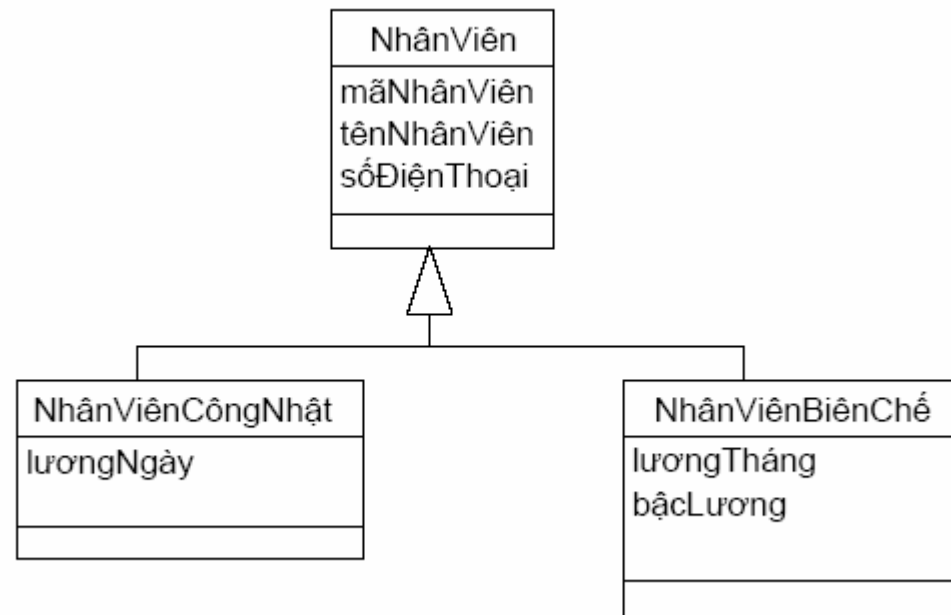 NhânViên
mãNhânViên
tênNhânViên
sốĐiệnThoại
NhânViênCôngNhật
lươngNgày
NhânViênBiênChế
lươngTháng
bậcLương